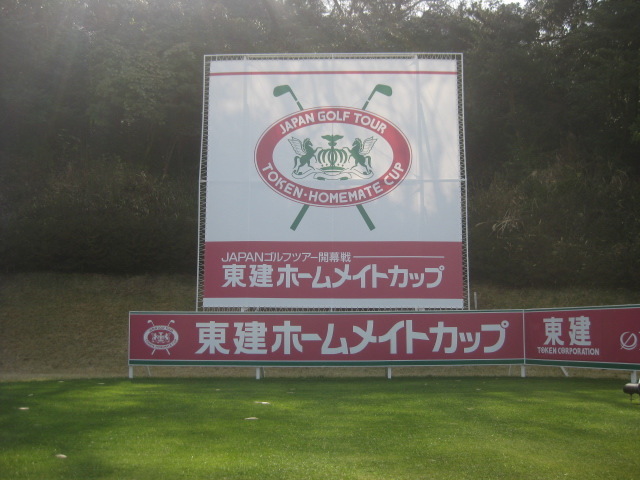 JAPAN GOLF TOUR
TOKEN・HOMEMATE CUP
JAPANゴルフツアー開幕戦
東建ホームメイトカップ
東建ホームメイトカップ
東建
TOKEN CORPORATION